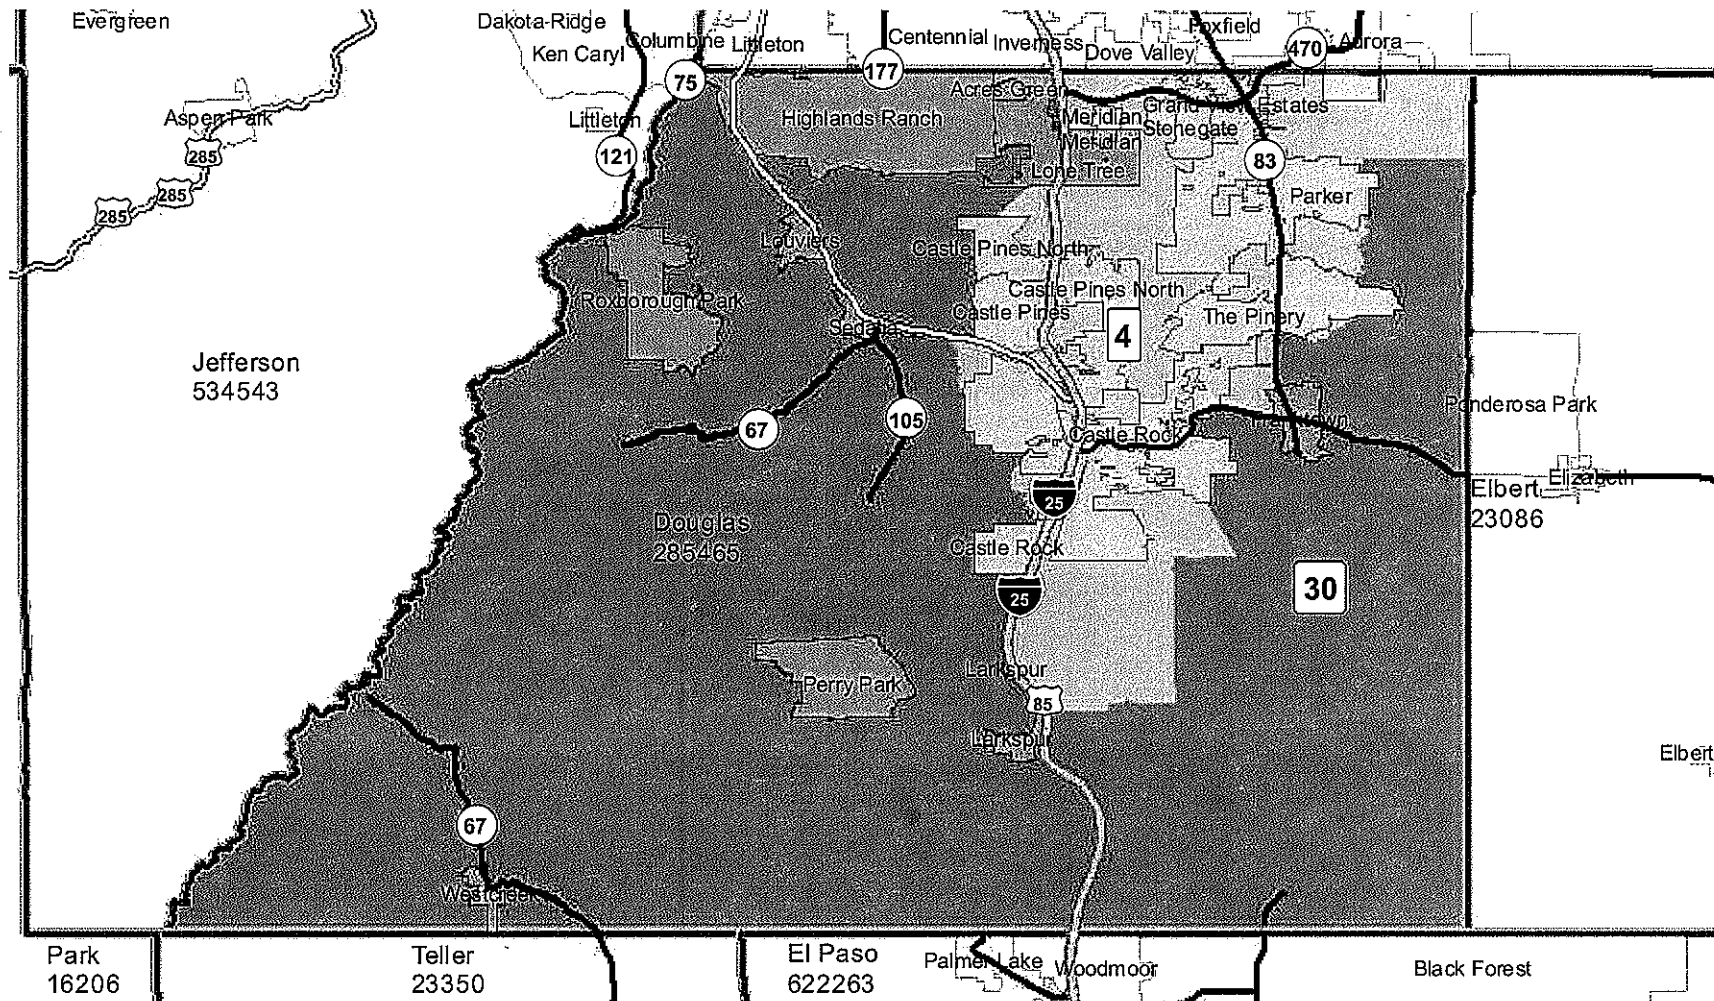 Evergreen
Dakota-Ridge
Ken Caryl
Columbine
Littleton
Centennial
Inverness
Dove Valley
Foxfield
470
Aurora
177
75
Acres Green
Grand View Estates
Aspen Park
Littleton
Highlands Ranch
Meridian
Stonegate
Meridian
285
121
83
Lone Tree
285
Parker
285
Louviers
Castle Pines North
Roxborough Park
Castle Pines North
Castle Pines
The Pinery
Sedalia
4
Jefferson
534543
Ponderosa Park
67
105
Castle Rock
Franktown
Elizabeth
Elbert
23086
25
Douglas
285465
Castle Rock
30
25
Larkspur
Perry Park
85
Larkspur
Elbert
67
Westcreek
Park
16206
Teller
23350
El Paso
622263
Palmer Lake
Woodmoor
Black Forest